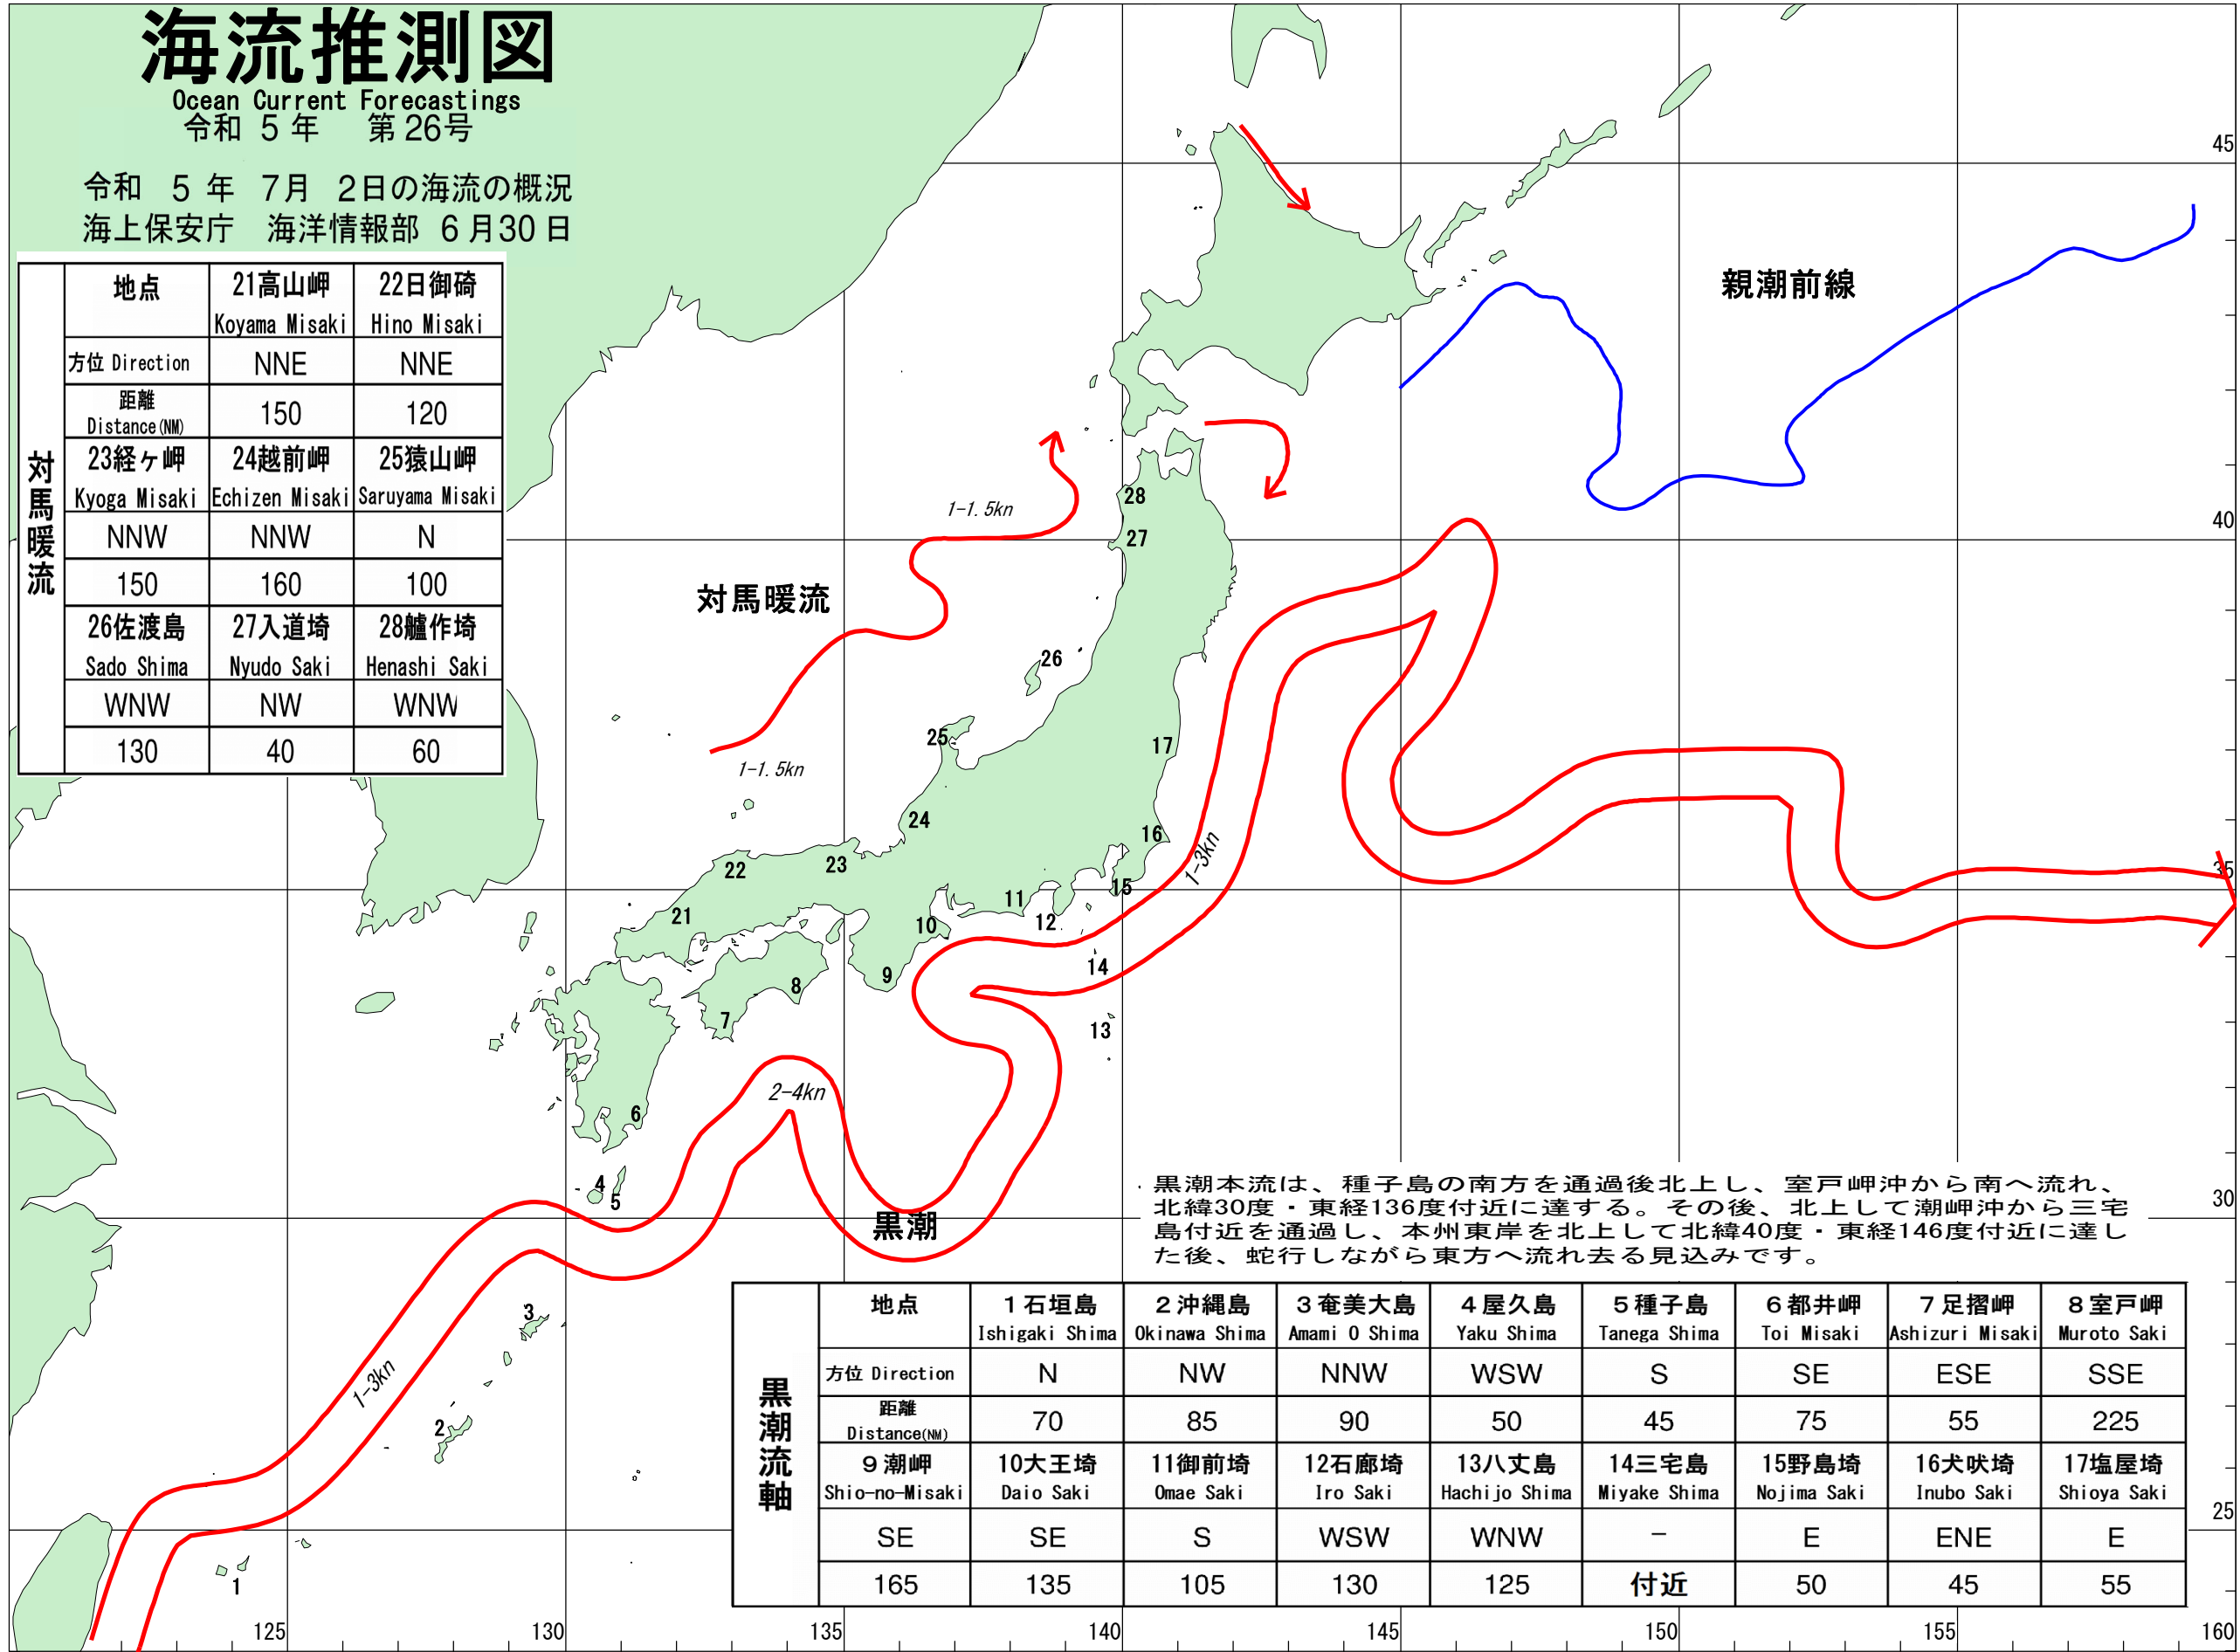 海流推測図
Ocean Current Forecastings
令和 5 年 第 26号
令和 5 年 7月 2日の海流の概況
海上保安庁 海洋情報部 6 月30 日
対馬暖流
地点 21高山岬 22日御碕
Koyama Misaki Hino Misaki
方位 Direction NNE NNE
距離
Distance(NM) 150 120
23経ヶ岬 24越前岬 25猿山岬
Kyoga Misaki Echizen Misaki Saruyama Misaki
NNW NNW N
150 160 100
26佐渡島 27入道埼 28艫作埼
Sado Shima Nyudo Saki Henashi Saki
WNW NW WNW
130 40 60
親潮前線
対馬暖流
1-1.5kn
1-1.5kn
1-3kn
2-4kn
1-3kn
黒潮
28
27
26
25
24
23
22
21
17
16
15
14
13
12
11
10
9
8
7
6
5
4
3
2
1
45
40
35
30
25
黒潮本流は、種子島の南方を通過後北上し、室戸岬沖から南へ流れ、
北緯30度・東経136度付近に達する。その後、北上して潮岬沖から三宅
島付近を通過し、本州東岸を北上して北緯40度・東経146度付近に達し
た後、蛇行しながら東方へ流れ去る見込みです。
黒潮流軸
地点 1 石垣島 2 沖縄島 3 奄美大島 4 屋久島 5 種子島 6 都井岬 7 足摺岬 8 室戸岬
Ishigaki Shima Okinawa Shima Amami O Shima Yaku Shima Tanega Shima Toi Misaki Ashizuri Misaki Muroto Saki
方位 Direction N NW NNW WSW S SE ESE SSE
距離
Distance(NM) 70 85 90 50 45 75 55 225
9 潮岬 10大王埼 11御前埼 12石廊埼 13八丈島 14三宅島 15野島埼 16犬吠埼 17塩屋埼
Shio-no-Misaki Daio Saki Omae Saki Iro Saki Hachijo Shima Miyake Shima Nojima Saki Inubo Saki Shioya Saki
SE SE S WSW WNW － E ENE E
165 135 105 130 125 付近 50 45 55
125 130 135 140 145 150 155 160